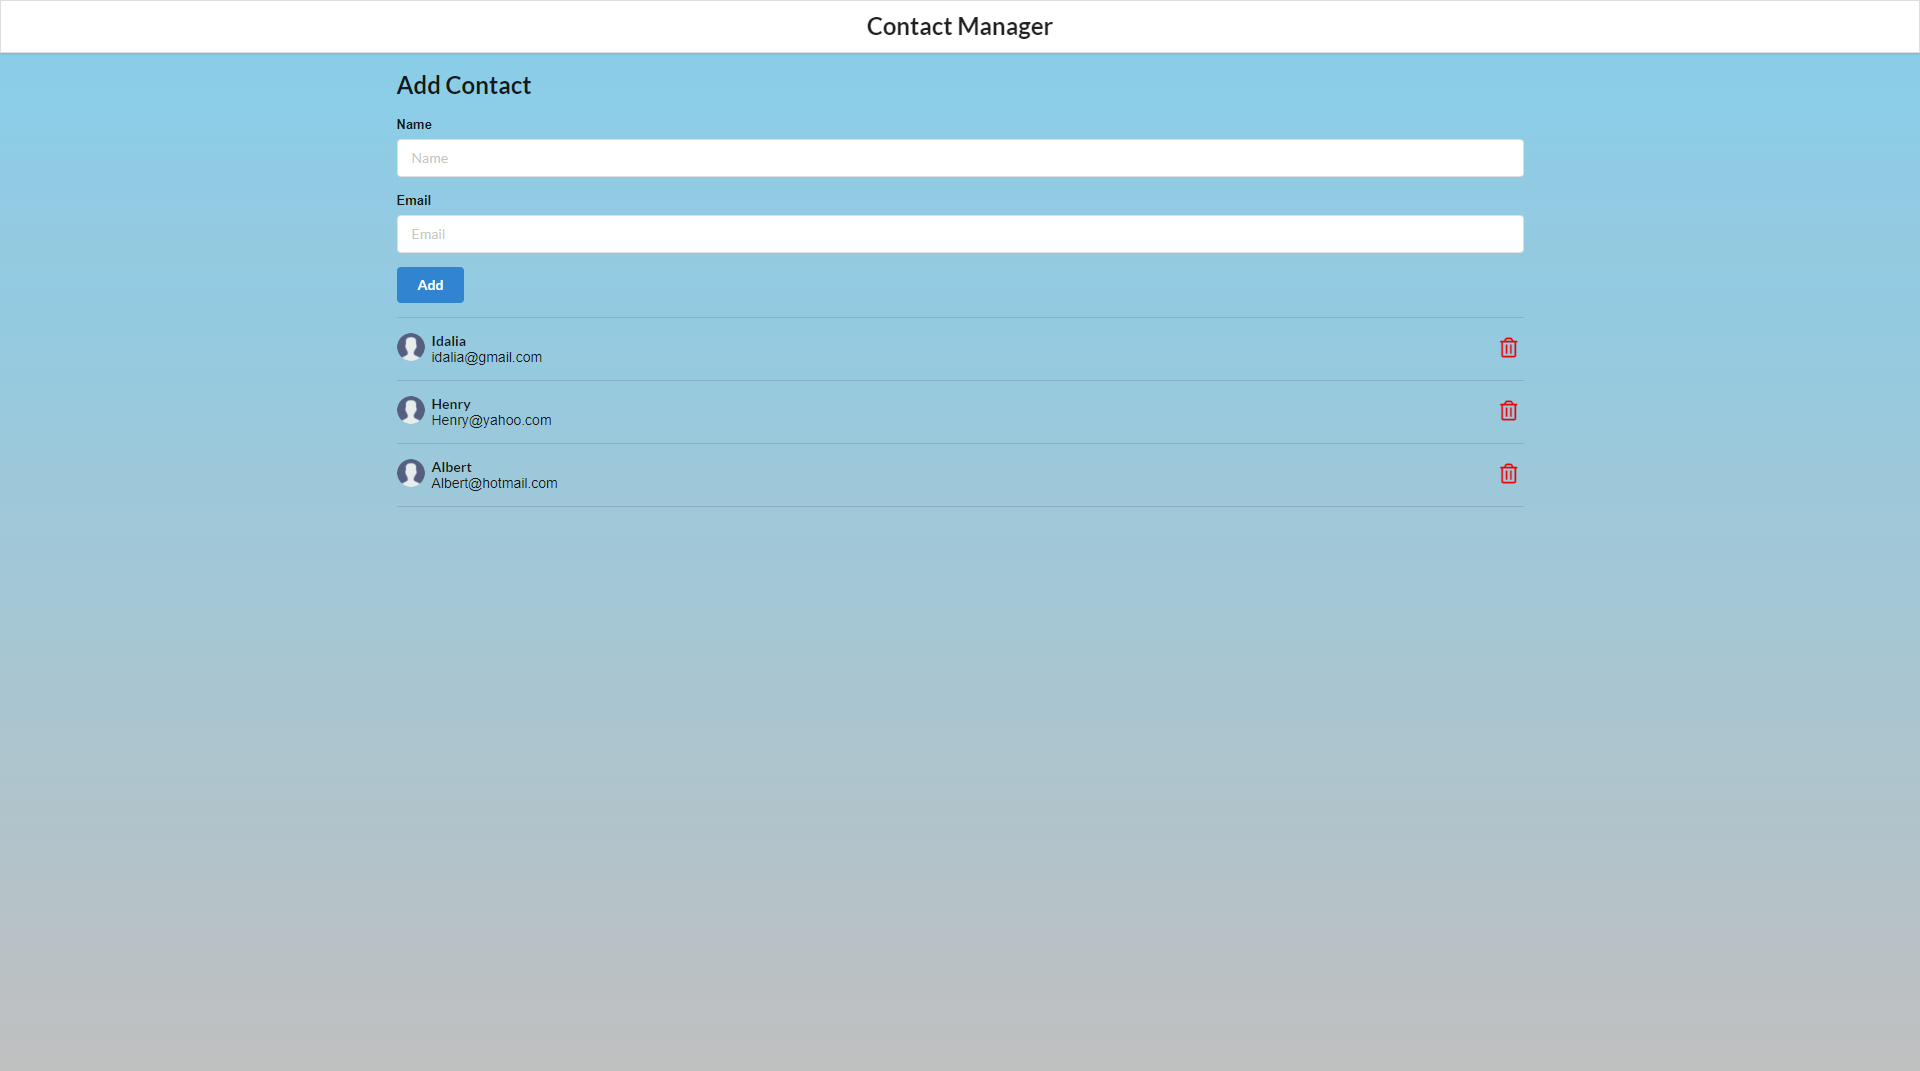 Contact Manager
Add Contact
Name
Name
Email
Email
Add
Idalia
idalia@gmail.com
Henry
Henry@yahoo.com
Albert
Albert@hotmail.com